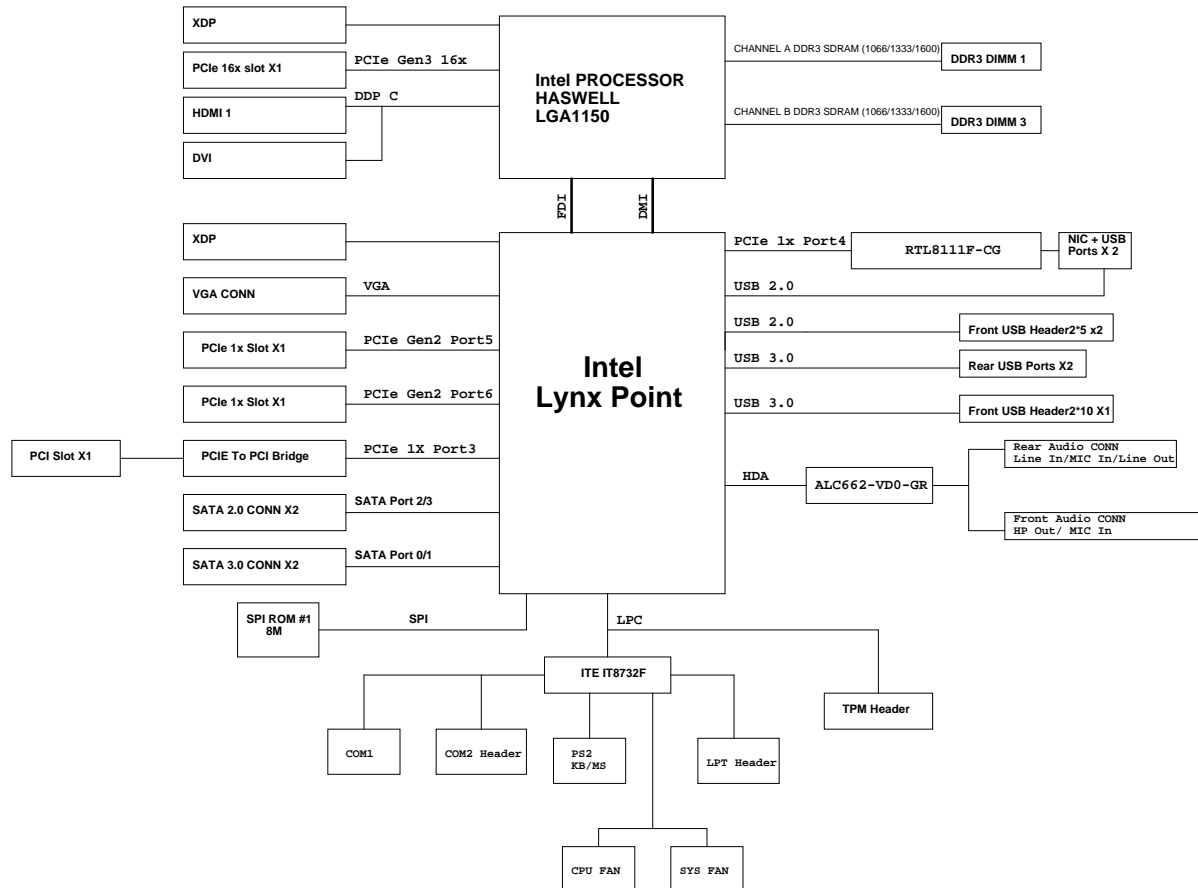 XDP
PCIe 16x slot X1
PCIe Gen3 16x
HDMI 1
DDP C
DVI
Intel PROCESSOR
HASWELL
LGA1150
CHANNEL A DDR3 SDRAM (1066/1333/1600)
DDR3 DIMM 1
CHANNEL B DDR3 SDRAM (1066/1333/1600)
DDR3 DIMM 3
FDI
DMI
XDP
VGA CONN
VGA
PCIe 1x Slot X1
PCIe Gen2 Port5
PCIe 1x Slot X1
PCIe Gen2 Port6
PCI Slot X1
PCIE To PCI Bridge
PCIe 1X Port3
SATA 2.0 CONN X2
SATA Port 2/3
SATA 3.0 CONN X2
SATA Port 0/1
Intel
Lynx Point
PCIe 1x Port4
RTL8111F-CG
NIC + USB
Ports X 2
USB 2.0
USB 2.0
Front USB Header2*5 x2
USB 3.0
Rear USB Ports X2
USB 3.0
Front USB Header2*10 X1
HDA
ALC662-VD0-GR
Rear Audio CONN
Line In/MIC In/Line Out
Front Audio CONN
HP Out/ MIC In
SPI ROM #1
8M
SPI
LPC
ITE IT8732F
TPM Header
COM1
COM2 Header
PS2
KB/MS
LPT Header
CPU FAN
SYS FAN